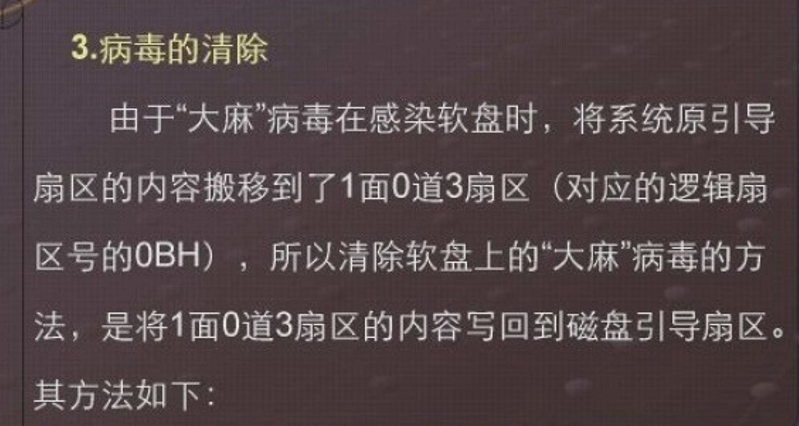 3.病毒的清除
由于“大麻”病毒在感染软盘时，将系统原引导
扇区的内容搬移到了1面0道3扇区（对应的逻辑扇
区号的0BH），所以清除软盘上的“大麻”病毒的方
法，是将1面0道3扇区的内容写回到磁盘引导扇区。
其方法如下：